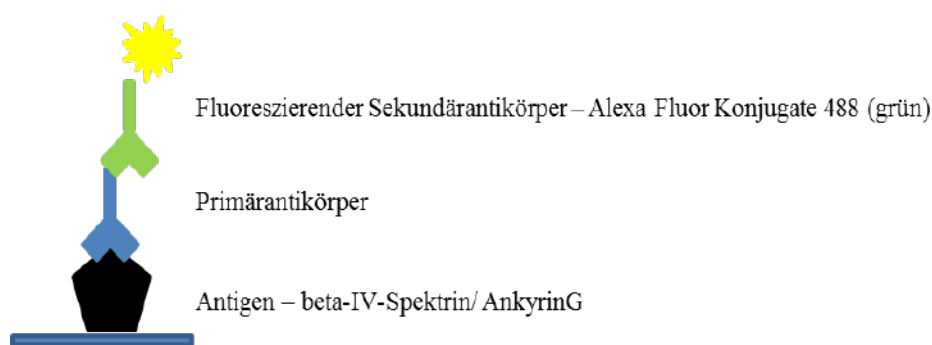 Fluoreszierender Sekundärantikörper – Alexa Fluor Konjugate 488 (grün)
Primärantikörper
Antigen – beta-IV-Spektrin/ AnkyrinG